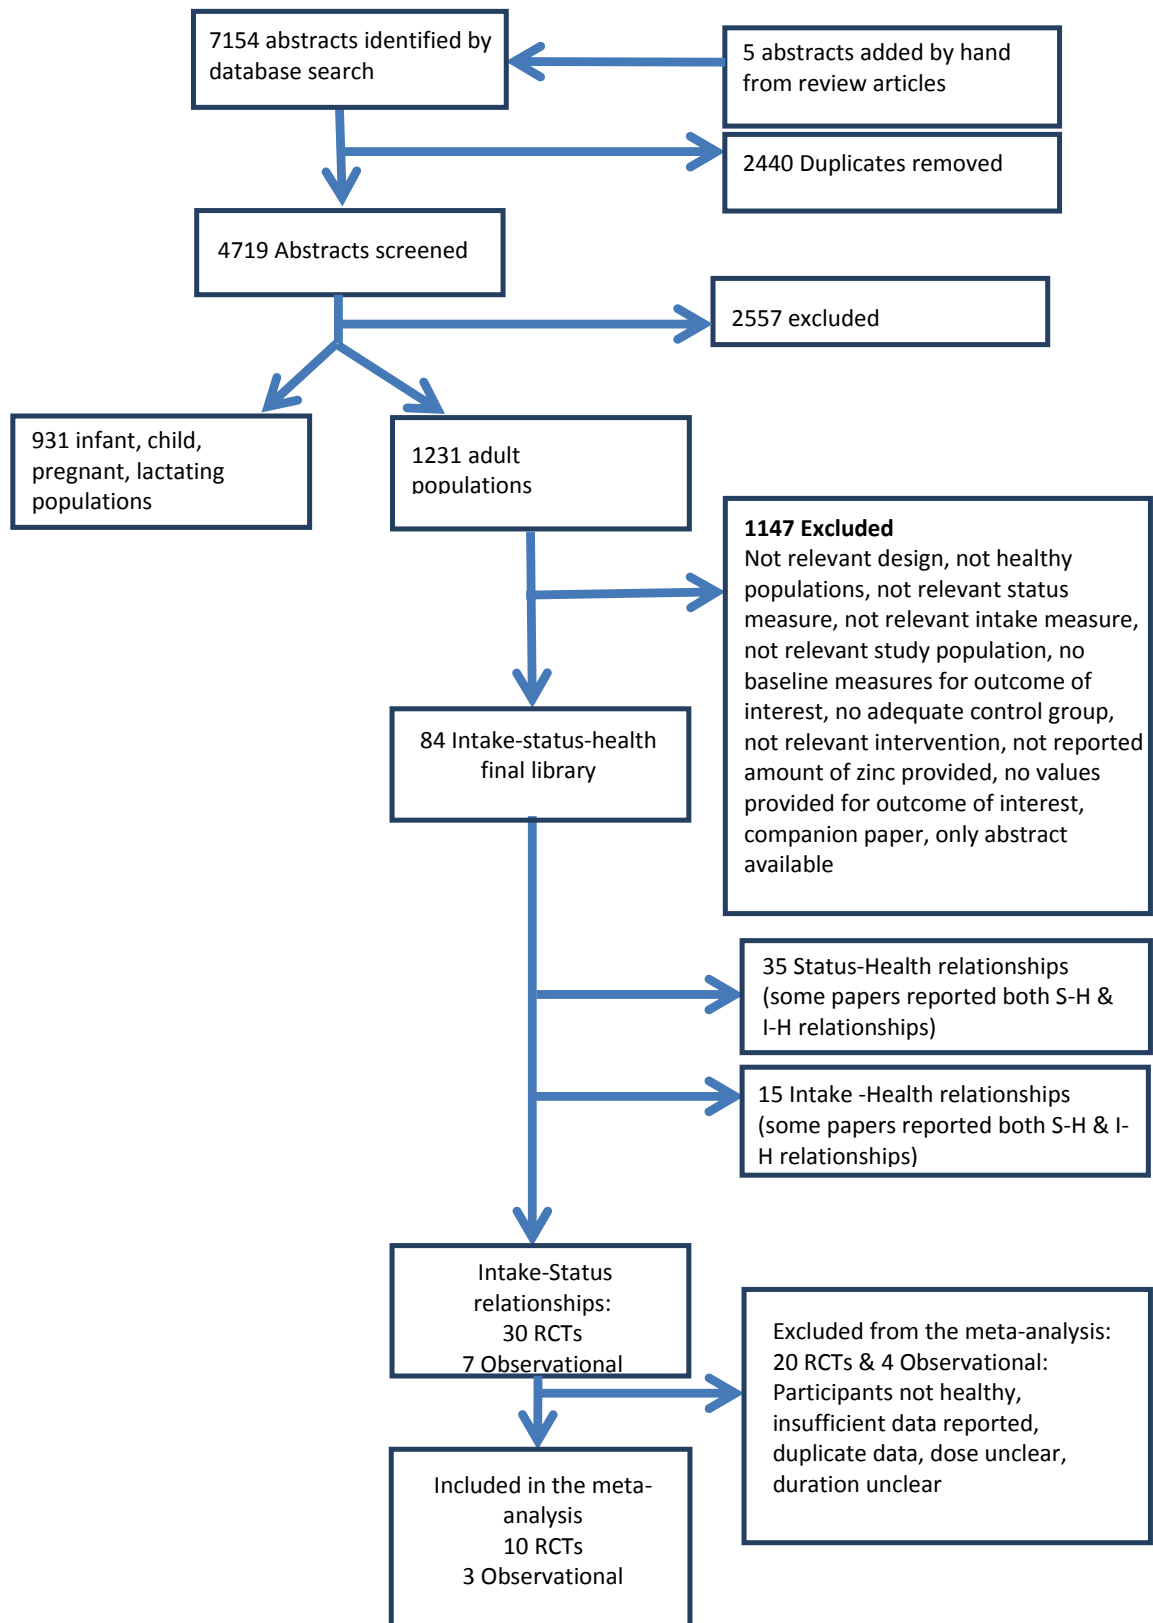 7154 abstracts identified by
database search
5 abstracts added by hand
from review articles
2440 Duplicates removed
4719 Abstracts screened
2557 excluded
931 infant, child,
pregnant, lactating
populations
1231 adult
populations
1147 Excluded
Not relevant design, not healthy
populations, not relevant status
measure, not relevant intake measure,
not relevant study population, no
baseline measures for outcome of
interest, no adequate control group,
not relevant intervention, not reported
amount of zinc provided, no values
provided for outcome of interest,
companion paper, only abstract
available
84 Intake-status-health
final library
35 Status-Health relationships
(some papers reported both S-H &
I-H relationships)
15 Intake -Health relationships
(some papers reported both S-H & I-
H relationships)
Intake-Status
relationships:
30 RCTs
7 Observational
Excluded from the meta-analysis:
20 RCTs & 4 Observational:
Participants not healthy,
insufficient data reported,
duplicate data, dose unclear,
duration unclear
Included in the meta-
analysis
10 RCTs
3 Observational